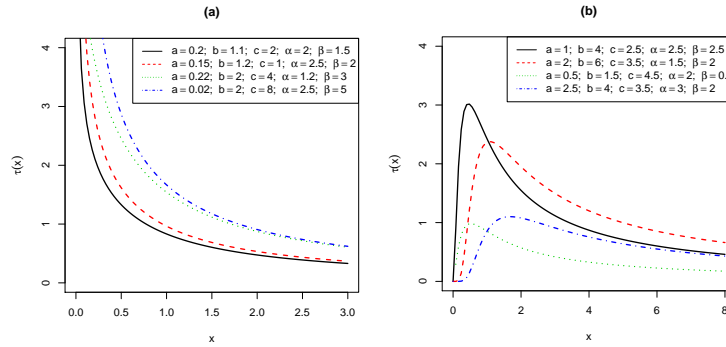 (a)
a = 0.2; b = 1.1; c = 2; α = 2; β = 1.5
a = 0.15; b = 1.2; c = 1; α = 2.5; β = 2
a = 0.22; b = 2; c = 4; α = 1.2; β = 3
a = 0.02; b = 2; c = 8; α = 2.5; β = 5
τ(x)
4
3
2
1
0
0.0 0.5 1.0 1.5 2.0 2.5 3.0
x
(b)
a = 1; b = 4; c = 2.5; α = 2.5; β = 2.5
a = 2; b = 6; c = 3.5; α = 1.5; β = 2
a = 0.5; b = 1.5; c = 4.5; α = 2; β = 0.
a = 2.5; b = 4; c = 3.5; α = 3; β = 2
τ(x)
4
3
2
1
0
0 2 4 6 8
x